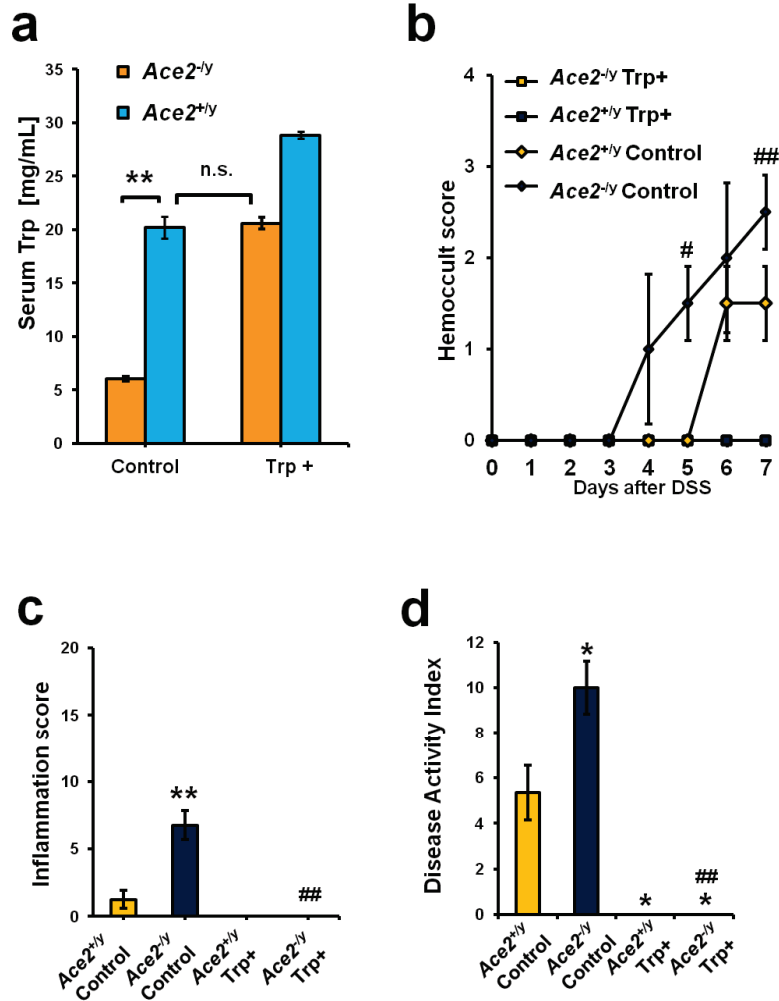 a
Serum Trp [mg/mL]
35
30
25
20
15
10
5
0
Ace2-/y
Ace2+/y
**
n.s.
Control
Trp +
b
Hemoccult score
4
3
2
1
0
Ace2-/y Trp+
Ace2+/y Trp+
Ace2+/y Control
Ace2-/y Control
#
##
0 1 2 3 4 5 6 7
Days after DSS
c
Inflammation score
20
15
10
5
0
**
##
Ace2+/y
Control
Ace2-/y
Control
Ace2+/y
Trp+
Ace2-/y
Trp+
d
Disease Activity Index
12
10
8
6
4
2
0
*
*
##
*
Ace2+/y
Control
Ace2-/y
Control
Ace2+/y
Trp+
Ace2-/y
Trp+